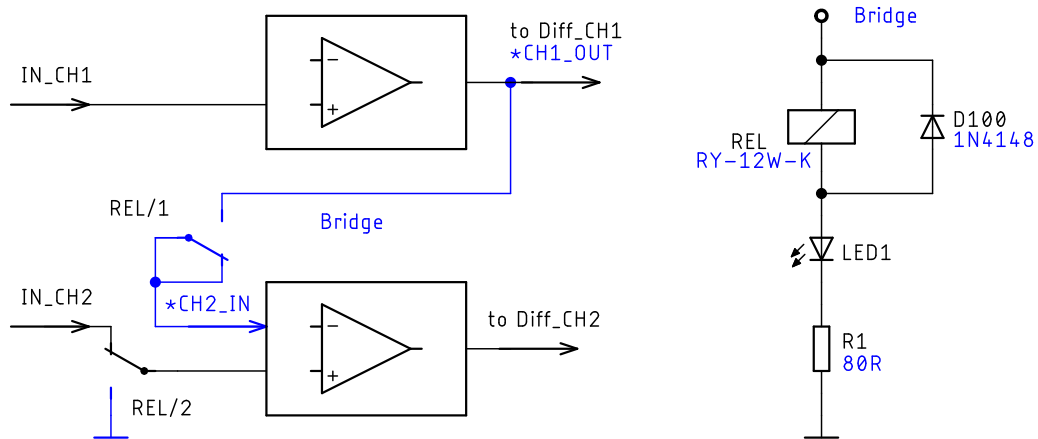 to Diff_CH1
*CH1_OUT
IN_CH1
−
+
REL/1
Bridge
IN_CH2
*CH2_IN
−
+
to Diff_CH2
REL/2
Bridge
REL
RY-12W-K
D100
1N4148
LED1
R1
80R